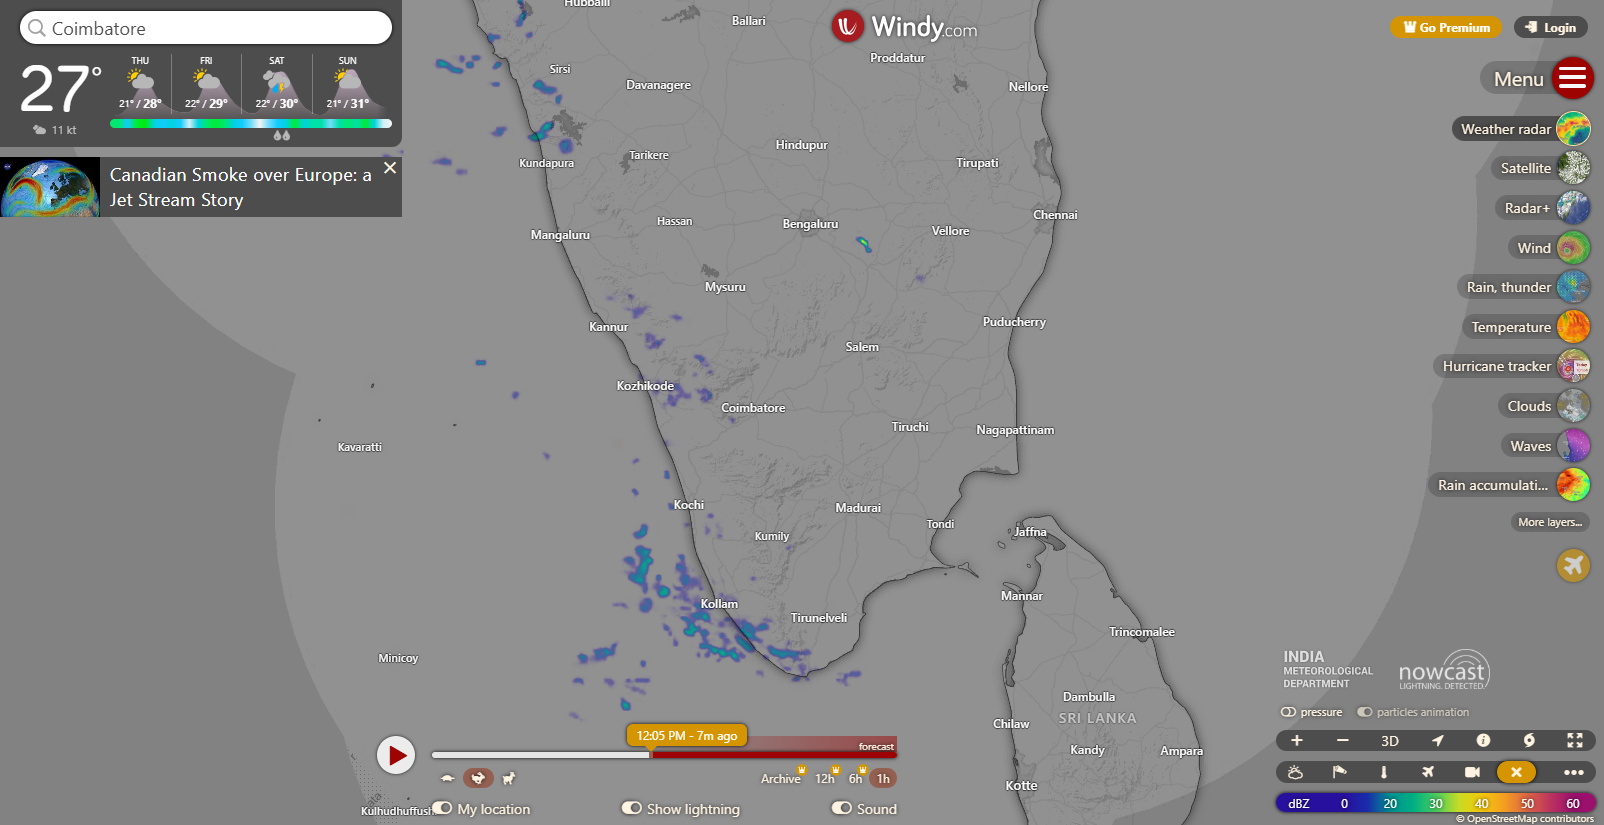 Coimbatore
27°
11 kt
THU
FRI
SAT
SUN
21° / 28°
22° / 29°
22° / 30°
21° / 31°
Canadian Smoke over Europe: a
Jet Stream Story
Windy.com
Go Premium
Login
Menu
Weather radar
Satellite
Radar+
Wind
Rain, thunder
Temperature
Hurricane tracker
Clouds
Waves
Rain accumulati...
More layers...
Hubballi
Ballari
Proddatur
Sirsi
Davanagere
Nellore
Hindupur
Kundapura
Tarikere
Tirupati
Chennai
Hassan
Bengaluru
Vellore
Mangaluru
Mysuru
Kannur
Puducherry
Salem
Kozhikode
Coimbatore
Tiruchi
Nagapattinam
Kavaratti
Kochi
Madurai
Tondi
Jaffna
Kumily
Mannar
Kollam
Tirunelveli
Trincomalee
Minicoy
Dambulla
SRI LANKA
Chilaw
Kandy
Ampara
Kotte
Kulhudhuffush
INDIA
METEOROLOGICAL
DEPARTMENT
nowcast
LIGHTNING. DETECTED.
pressure
particles animation
3D
dBZ 0 20 30 40 50 60
© OpenStreetMap contributors
12:05 PM - 7m ago
forecast
Archive 12h 6h 1h
My location
Show lightning
Sound